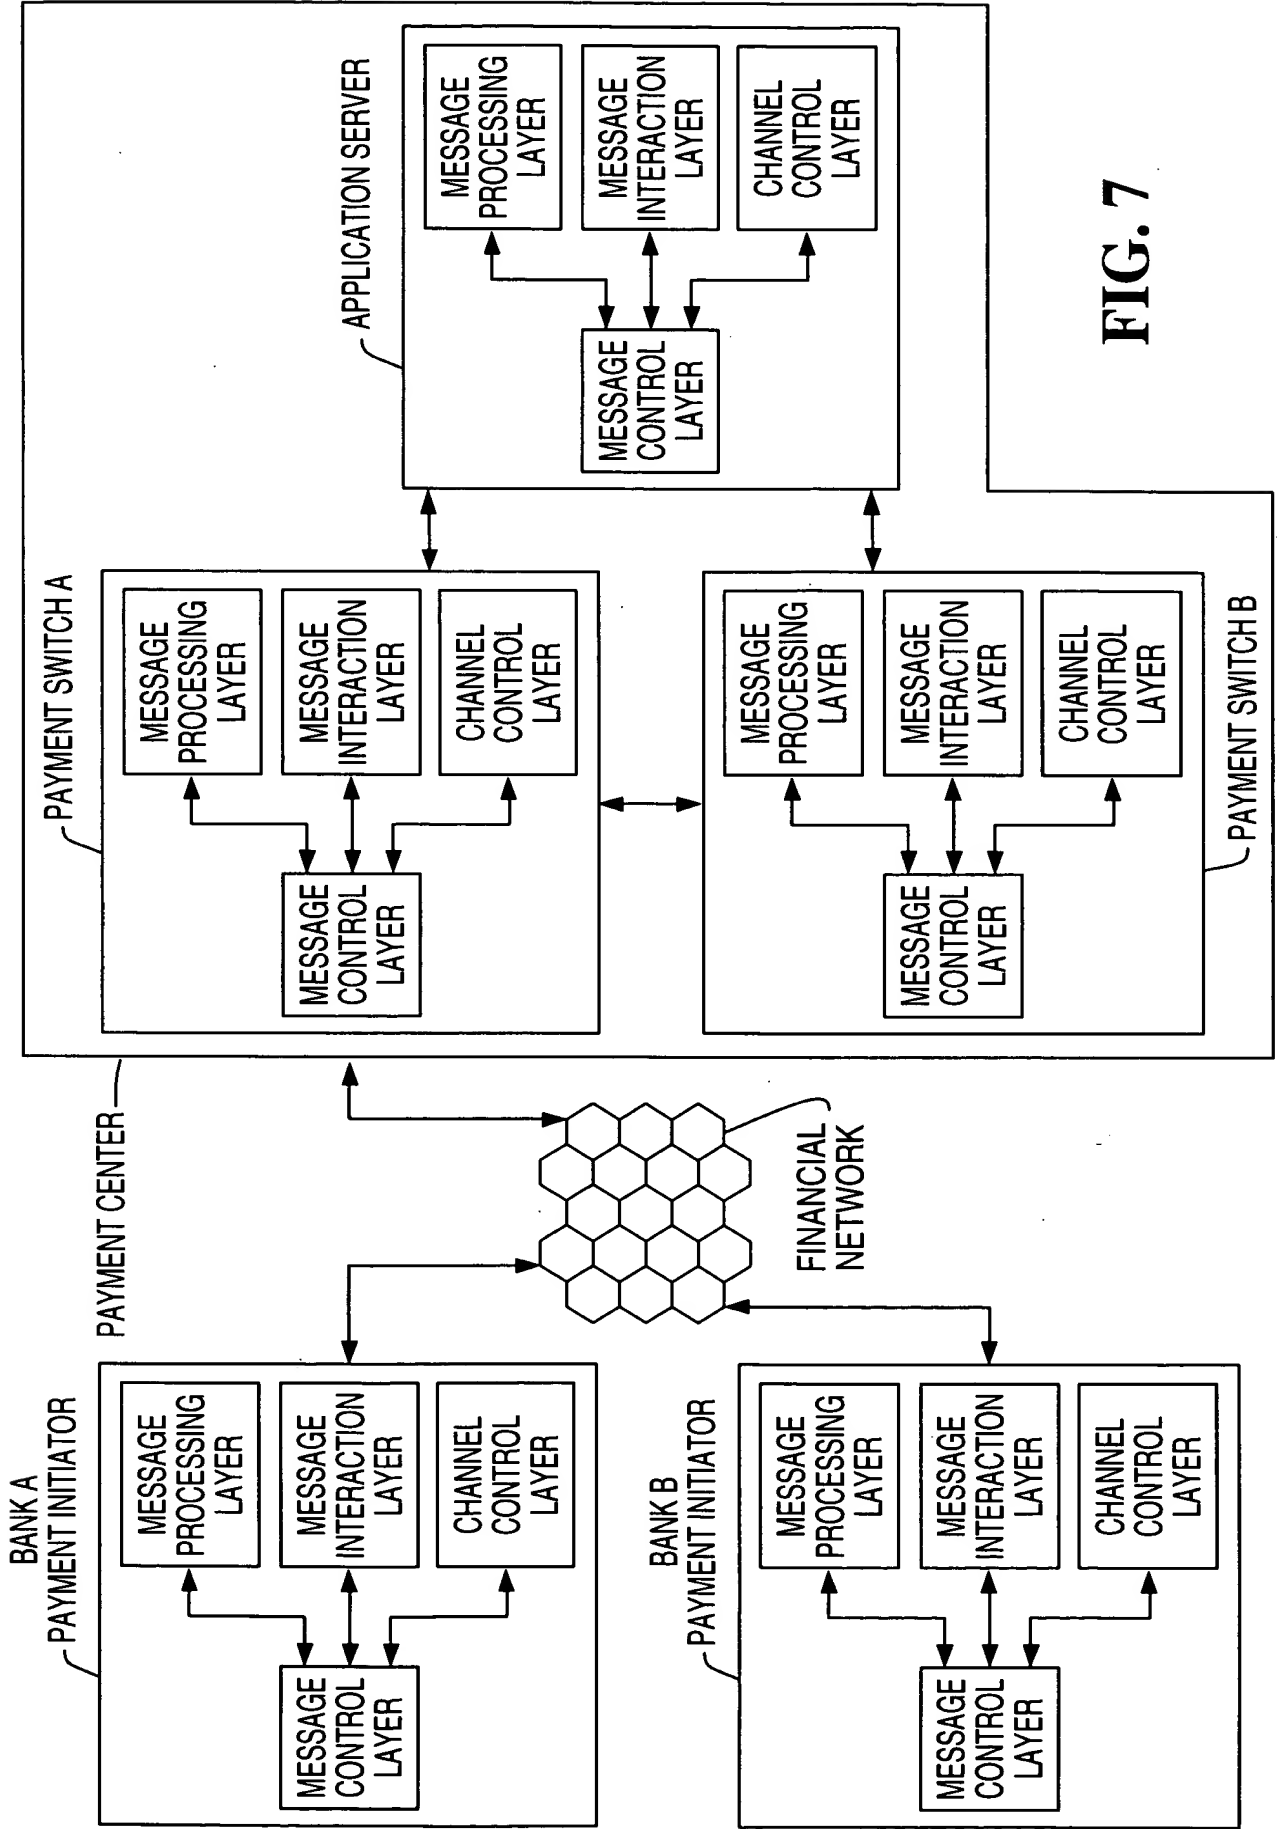 BANK A
PAYMENT INITIATOR
MESSAGE
PROCESSING
LAYER
MESSAGE
CONTROL
LAYER
MESSAGE
INTERACTION
LAYER
CHANNEL
CONTROL
LAYER
BANK B
PAYMENT INITIATOR
MESSAGE
PROCESSING
LAYER
MESSAGE
CONTROL
LAYER
MESSAGE
INTERACTION
LAYER
CHANNEL
CONTROL
LAYER
FINANCIAL
NETWORK
PAYMENT CENTER
PAYMENT SWITCH A
MESSAGE
PROCESSING
LAYER
MESSAGE
CONTROL
LAYER
MESSAGE
INTERACTION
LAYER
CHANNEL
CONTROL
LAYER
MESSAGE
PROCESSING
LAYER
MESSAGE
CONTROL
LAYER
MESSAGE
INTERACTION
LAYER
CHANNEL
CONTROL
LAYER
PAYMENT SWITCH B
APPLICATION SERVER
MESSAGE
PROCESSING
LAYER
MESSAGE
CONTROL
LAYER
MESSAGE
INTERACTION
LAYER
CHANNEL
CONTROL
LAYER
FIG. 7